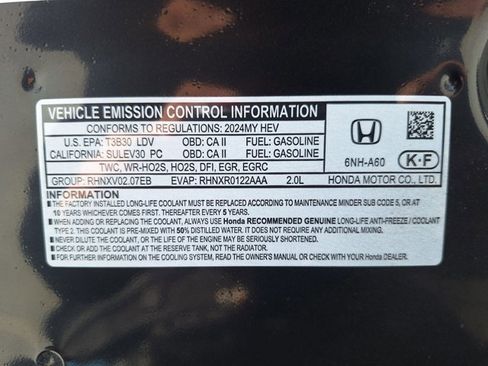 VEHICLE EMISSION CONTROL INFORMATION
CONFORMS TO REGULATIONS: 2024MY HEV
U.S. EPA: T3B30 LDV OBD: CA II FUEL: GASOLINE
CALIFORNIA: SULEV30 PC OBD: CA II FUEL: GASOLINE
TWC, WR-HO2S, HO2S, DFI, EGR, EGRC
GROUP: RHNXV02.07EB EVAP: RHNXR0122AAA 2.0L
6NH-A60
K-F
HONDA MOTOR CO., LTD.
INFORMATION
THE FACTORY INSTALLED LONG-LIFE COOLANT MUST BE REPLACED ACCORDING TO MAINTENANCE MINDER SUB CODE 5, OR AT
10 YEARS WHICHEVER COMES FIRST. THEREAFTER REPLACE EVERY 5 YEARS.
WHEN ADDING OR REPLACING THE COOLANT, ALWAYS USE Honda RECOMMENDED GENUINE LONG-LIFE ANTI-FREEZE / COOLANT
TYPE 2. THIS COOLANT IS PRE-MIXED WITH 50% DISTILLED WATER. IT DOES NOT REQUIRE ANY ADDITIONAL MIXING.
NEVER DILUTE THE COOLANT, OR THE LIFE OF THE ENGINE MAY BE SERIOUSLY SHORTENED.
CHECK OR ADD THE COOLANT AT THE RESERVE TANK, NOT THE RADIATOR.
FOR FURTHER INFORMATION ON THE COOLING SYSTEM, READ THE OWNER'S MANUAL OR CHECK WITH YOUR Honda DEALER.